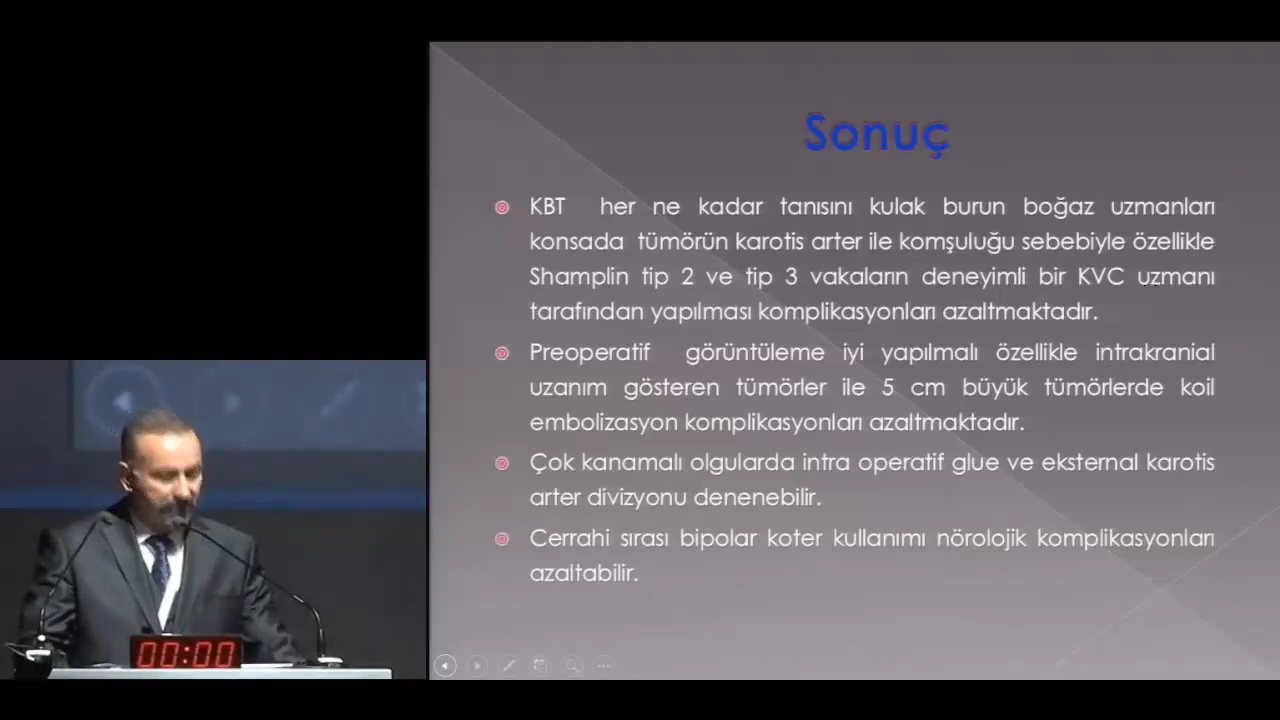 Sonuç
KBT her ne kadar tanısını kulak burun boğaz uzmanları
konsada tümörün karotis arter ile komşuluğu sebebiyle özellikle
Shamplin tip 2 ve tip 3 vakaların deneyimli bir KVC uzmanı
tarafından yapılması komplikasyonları azaltmaktadır.
Preoperatif görüntüleme iyi yapılmalı özellikle intrakranial
uzanım gösteren tümörler ile 5 cm büyük tümörlerde koil
embolizasyon komplikasyonları azaltmaktadır.
Çok kanamalı olgularda intra operatif glue ve eksternal karotis
arter divizyonu denenebilir.
Cerrahi sırası bipolar koter kullanımı nörolojik komplikasyonları
azaltabilir.
00:00